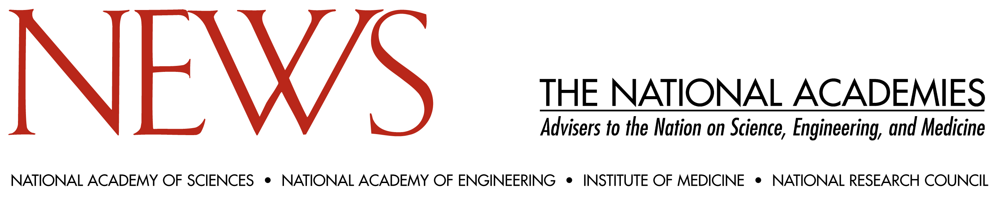 NEWS
THE NATIONAL ACADEMIES
Advisers to the Nation on Science, Engineering, and Medicine
NATIONAL ACADEMY OF SCIENCES • NATIONAL ACADEMY OF ENGINEERING • INSTITUTE OF MEDICINE • NATIONAL RESEARCH COUNCIL